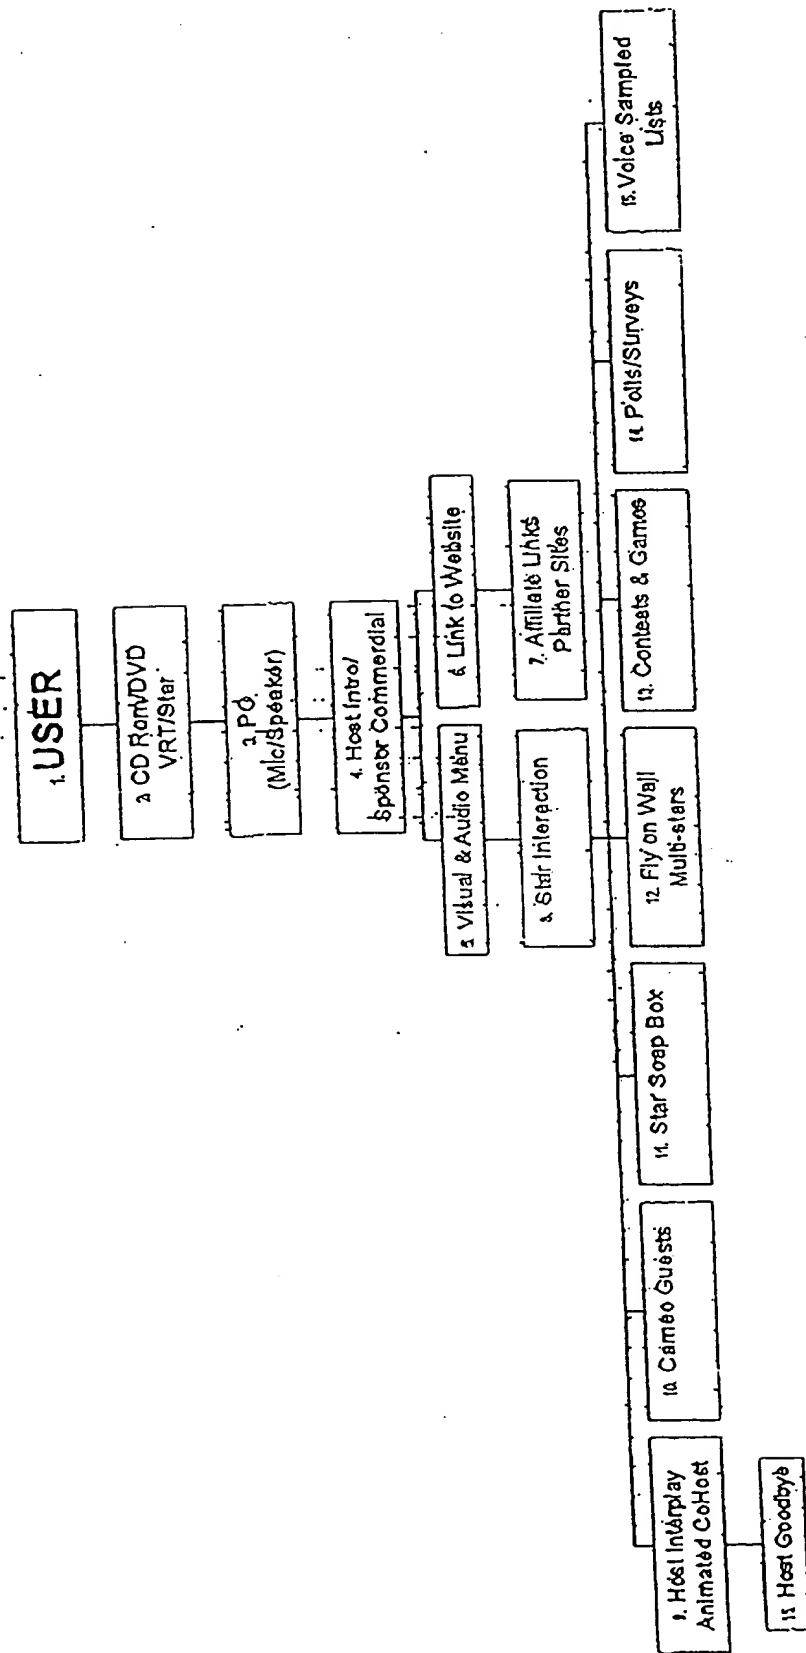 1. USER
2 CD Rom/DVD
VRT/Star
3. PC
(Mic/Speaker)
4. Host Intro/
Sponsor Commercial
5 Visual & Audio Menu
6. Link to Website
7. Affiliate Links
Partner Sites
8. Star Interaction
9. Host Interplay
Animated CoHost
10. Cameo Guests
11. Star Soap Box
12. Fly on Wall
Multi-stars
13. Contests & Games
14. Polls/Surveys
15. Voice Sampled
Lists
Host Goodbye